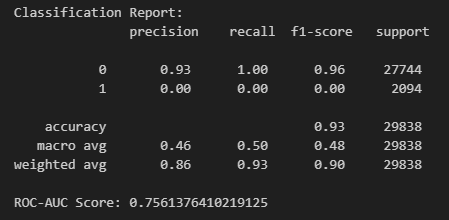 Classification Report:
precision recall f1-score support
0 0.93 1.00 0.96 27744
1 0.00 0.00 0.00 2094
accuracy 0.93 29838
macro avg 0.46 0.50 0.48 29838
weighted avg 0.86 0.93 0.90 29838
ROC-AUC Score: 0.7561376410219125